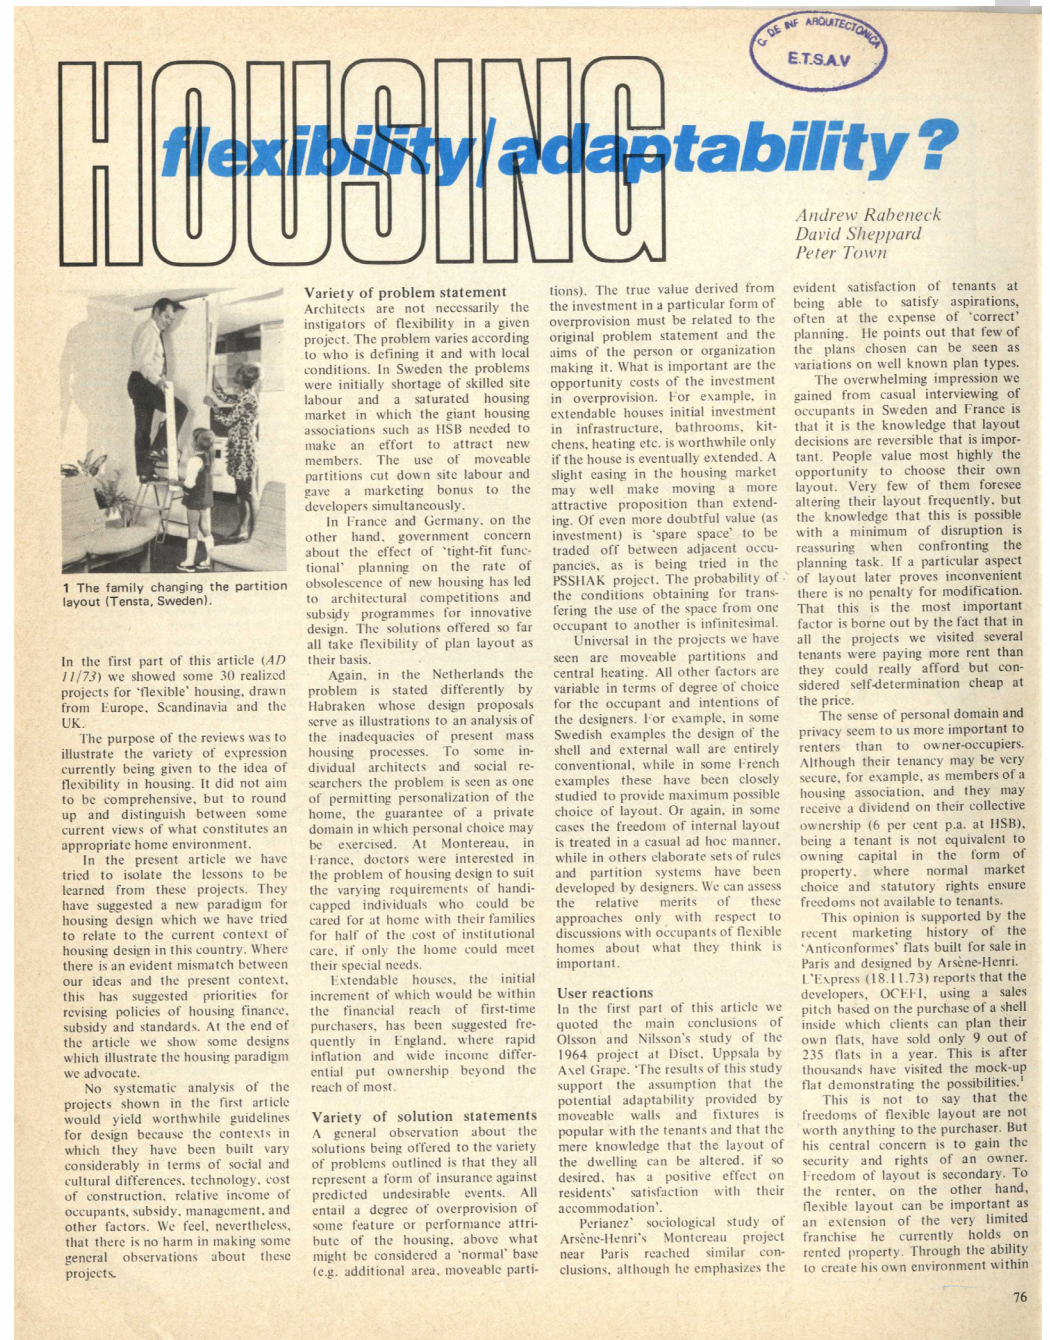 C. DE INF ARQUITECTONICA
E.T.S.A.V
HOUSING
flexibility/adaptability?
Andrew Rabeneck
David Sheppard
Peter Town
1 The family changing the partition
layout (Tensta, Sweden).
In the first part of this article (AD
11/73) we showed some 30 realized
projects for 'flexible' housing, drawn
from Europe, Scandinavia and the
UK.
The purpose of the reviews was to
illustrate the variety of expression
currently being given to the idea of
flexibility in housing. It did not aim
to be comprehensive, but to round
up and distinguish between some
current views of what constitutes an
appropriate home environment.
In the present article we have
tried to isolate the lessons to be
learned from these projects. They
have suggested a new paradigm for
housing design which we have tried
to relate to the current context of
housing design in this country. Where
there is an evident mismatch between
our ideas and the present context,
this has suggested priorities for
revising policies of housing finance,
subsidy and standards. At the end of
the article we show some designs
which illustrate the housing paradigm
we advocate.
No systematic analysis of the
projects shown in the first article
would yield worthwhile guidelines
for design because the contexts in
which they have been built vary
considerably in terms of social and
cultural differences, technology, cost
of construction, relative income of
occupants, subsidy, management, and
other factors. We feel, nevertheless,
that there is no harm in making some
general observations about these
projects.
Variety of problem statement
Architects are not necessarily the
instigators of flexibility in a given
project. The problem varies according
to who is defining it and with local
conditions. In Sweden the problems
were initially shortage of skilled site
labour and a saturated housing
market in which the giant housing
associations such as HSB needed to
make an effort to attract new
members. The use of moveable
partitions cut down site labour and
gave a marketing bonus to the
developers simultaneously.
In France and Germany, on the
other hand, government concern
about the effect of 'tight-fit func-
tional' planning on the rate of
obsolescence of new housing has led
to architectural competitions and
subsidy programmes for innovative
design. The solutions offered so far
all take flexibility of plan layout as
their basis.
Again, in the Netherlands the
problem is stated differently by
Habraken whose design proposals
serve as illustrations to an analysis of
the inadequacies of present mass
housing processes. To some in-
dividual architects and social re-
searchers the problem is seen as one
of permitting personalization of the
home, the guarantee of a private
domain in which personal choice may
be exercised. At Montereau, in
France, doctors were interested in
the problem of housing design to suit
the varying requirements of handi-
capped individuals who could be
cared for at home with their families
for half of the cost of institutional
care, if only the home could meet
their special needs.
Extendable houses, the initial
increment of which would be within
the financial reach of first-time
purchasers, has been suggested fre-
quently in England, where rapid
inflation and wide income differ-
ential put ownership beyond the
reach of most.
Variety of solution statements
A general observation about the
solutions being offered to the variety
of problems outlined is that they all
represent a form of insurance against
predicted undesirable events. All
entail a degree of overprovision of
some feature or performance attri-
bute of the housing, above what
might be considered a 'normal' base
(e.g. additional area, moveable parti-
tions). The true value derived from
the investment in a particular form of
overprovision must be related to the
original problem statement and the
aims of the person or organization
making it. What is important are the
opportunity costs of the investment
in overprovision. For example, in
extendable houses initial investment
in infrastructure, bathrooms, kit-
chens, heating etc. is worthwhile only
if the house is eventually extended. A
slight easing in the housing market
may well make moving a more
attractive proposition than extend-
ing. Of even more doubtful value (as
investment) is 'spare space' to be
traded off between adjacent occu-
pancies, as is being tried in the
PSSHAK project. The probability of
the conditions obtaining for trans-
fering the use of the space from one
occupant to another is infinitesimal.
Universal in the projects we have
seen are moveable partitions and
central heating. All other factors are
variable in terms of degree of choice
for the occupant and intentions of
the designers. For example, in some
Swedish examples the design of the
shell and external wall are entirely
conventional, while in some French
examples these have been closely
studied to provide maximum possible
choice of layout. Or again, in some
cases the freedom of internal layout
is treated in a casual ad hoc manner,
while in others elaborate sets of rules
and partition systems have been
developed by designers. We can assess
the relative merits of these
approaches only with respect to
discussions with occupants of flexible
homes about what they think is
important.
User reactions
In the first part of this article we
quoted the main conclusions of
Olsson and Nilsson's study of the
1964 project at Diset, Uppsala by
Axel Grape. 'The results of this study
support the assumption that the
potential adaptability provided by
moveable walls and fixtures is
popular with the tenants and that the
mere knowledge that the layout of
the dwelling can be altered, if so
desired, has a positive effect on
residents' satisfaction with their
accommodation'.
Perianez' sociological study of
Arsène-Henri's Montereau project
near Paris reached similar con-
clusions, although he emphasizes the
evident satisfaction of tenants at
being able to satisfy aspirations,
often at the expense of 'correct'
planning. He points out that few of
the plans chosen can be seen as
variations on well known plan types.
The overwhelming impression we
gained from casual interviewing of
occupants in Sweden and France is
that it is the knowledge that layout
decisions are reversible that is impor-
tant. People value most highly the
opportunity to choose their own
layout. Very few of them foresee
altering their layout frequently, but
the knowledge that this is possible
with a minimum of disruption is
reassuring when confronting the
planning task. If a particular aspect
of layout later proves inconvenient
there is no penalty for modification.
That this is the most important
factor is borne out by the fact that in
all the projects we visited several
tenants were paying more rent than
they could really afford but con-
sidered self-determination cheap at
the price.
The sense of personal domain and
privacy seem to us more important to
renters than to owner-occupiers.
Although their tenancy may be very
secure, for example, as members of a
housing association, and they may
receive a dividend on their collective
ownership (6 per cent p.a. at HSB),
being a tenant is not equivalent to
owning capital in the form of
property, where normal market
choice and statutory rights ensure
freedoms not available to tenants.
This opinion is supported by the
recent marketing history of the
'Anticonformes' flats built for sale in
Paris and designed by Arsène-Henri.
L'Express (18.11.73) reports that the
developers, OCEFI, using a sales
pitch based on the purchase of a shell
inside which clients can plan their
own flats, have sold only 9 out of
235 flats in a year. This is after
thousands have visited the mock-up
flat demonstrating the possibilities.¹
This is not to say that the
freedoms of flexible layout are not
worth anything to the purchaser. But
his central concern is to gain the
security and rights of an owner.
Freedom of layout is secondary. To
the renter, on the other hand,
flexible layout can be important as
an extension of the very limited
franchise he currently holds on
rented property. Through the ability
to create his own environment within
76